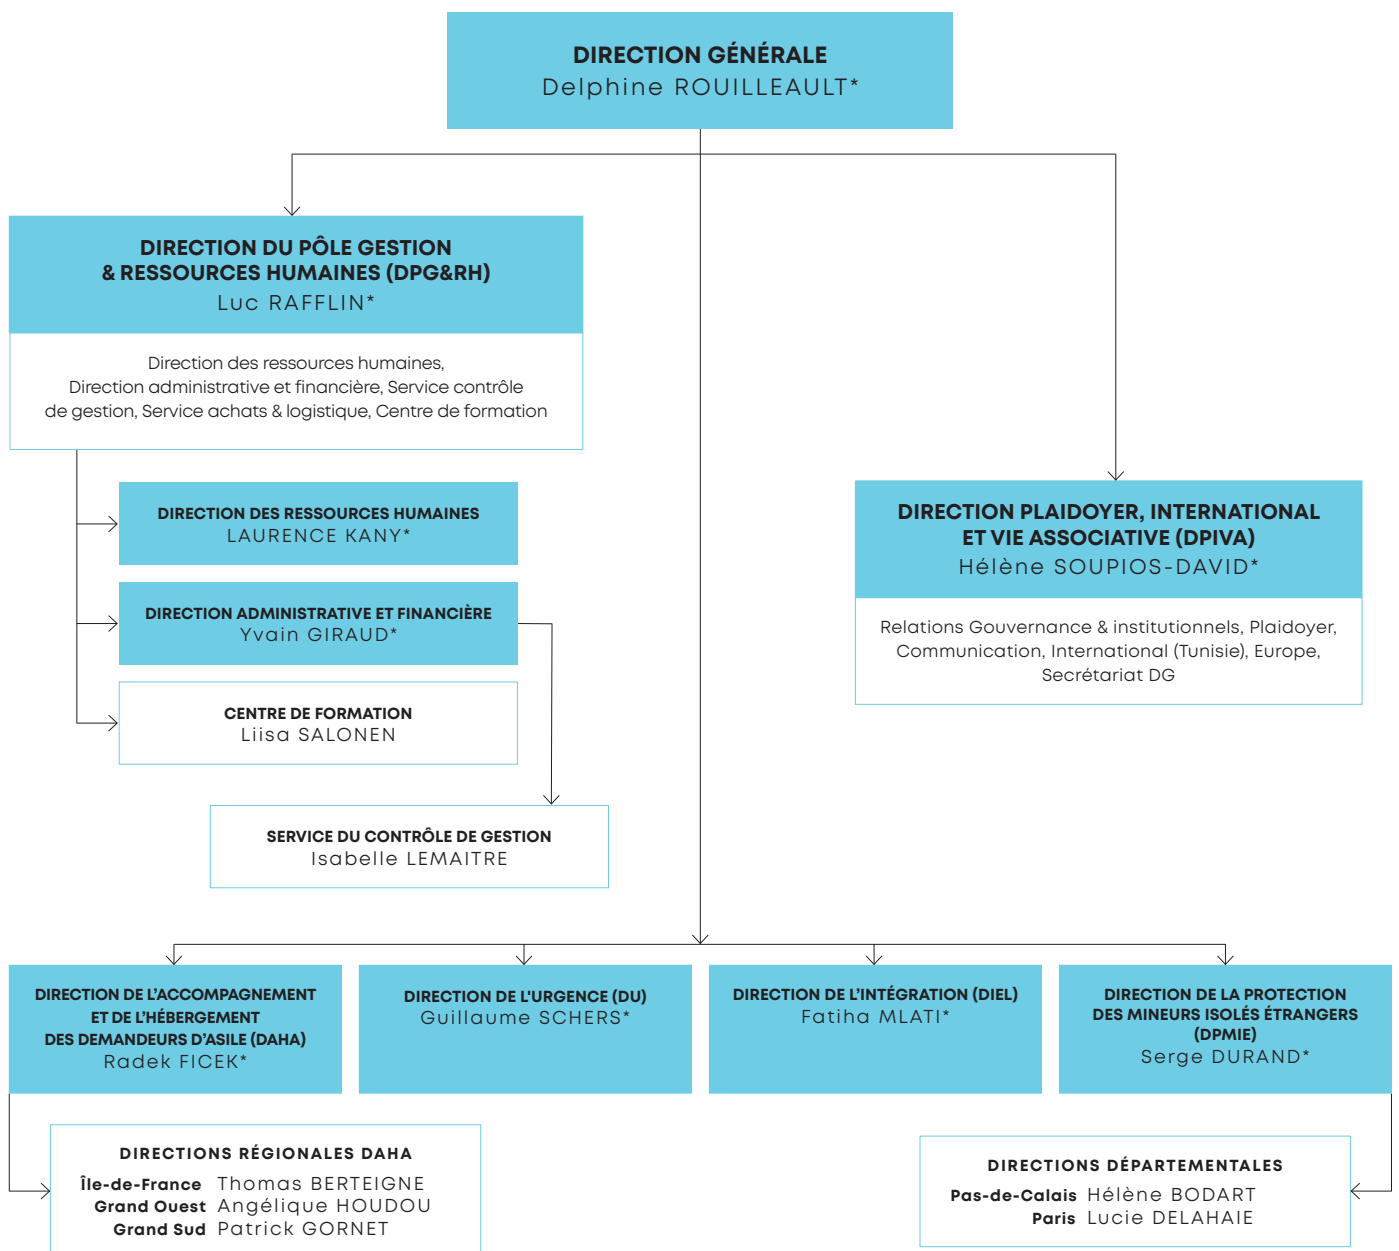 DIRECTION GÉNÉRALE
Delphine ROUILLEAULT*
DIRECTION DU PÔLE GESTION
& RESSOURCES HUMAINES (DPG&RH)
Luc RAFFLIN*
Direction des ressources humaines,
Direction administrative et financière, Service contrôle
de gestion, Service achats & logistique, Centre de formation
DIRECTION DES RESSOURCES HUMAINES
LAURENCE KANY*
DIRECTION ADMINISTRATIVE ET FINANCIÈRE
Yvain GIRAUD*
CENTRE DE FORMATION
Liisa SALONEN
SERVICE DU CONTRÔLE DE GESTION
Isabelle LEMAITRE
DIRECTION PLAIDOYER, INTERNATIONAL
ET VIE ASSOCIATIVE (DPIVA)
Hélène SOUPIOS-DAVID*
Relations Gouvernance & institutionnels, Plaidoyer,
Communication, International (Tunisie), Europe,
Secrétariat DG
DIRECTION DE L’ACCOMPAGNEMENT
ET DE L’HÉBERGEMENT
DES DEMANDEURS D’ASILE (DAHA)
Radek FICEK*
DIRECTION DE L'URGENCE (DU)
Guillaume SCHERS*
DIRECTION DE L’INTÉGRATION (DIEL)
Fatiha MLATI*
DIRECTION DE LA PROTECTION
DES MINEURS ISOLÉS ÉTRANGERS
(DPMIE)
Serge DURAND*
DIRECTIONS RÉGIONALES DAHA
Île-de-France Thomas BERTEIGNE
Grand Ouest Angélique HOUDOU
Grand Sud Patrick GORNET
DIRECTIONS DÉPARTEMENTALES
Pas-de-Calais Hélène BODART
Paris Lucie DELAHAIE